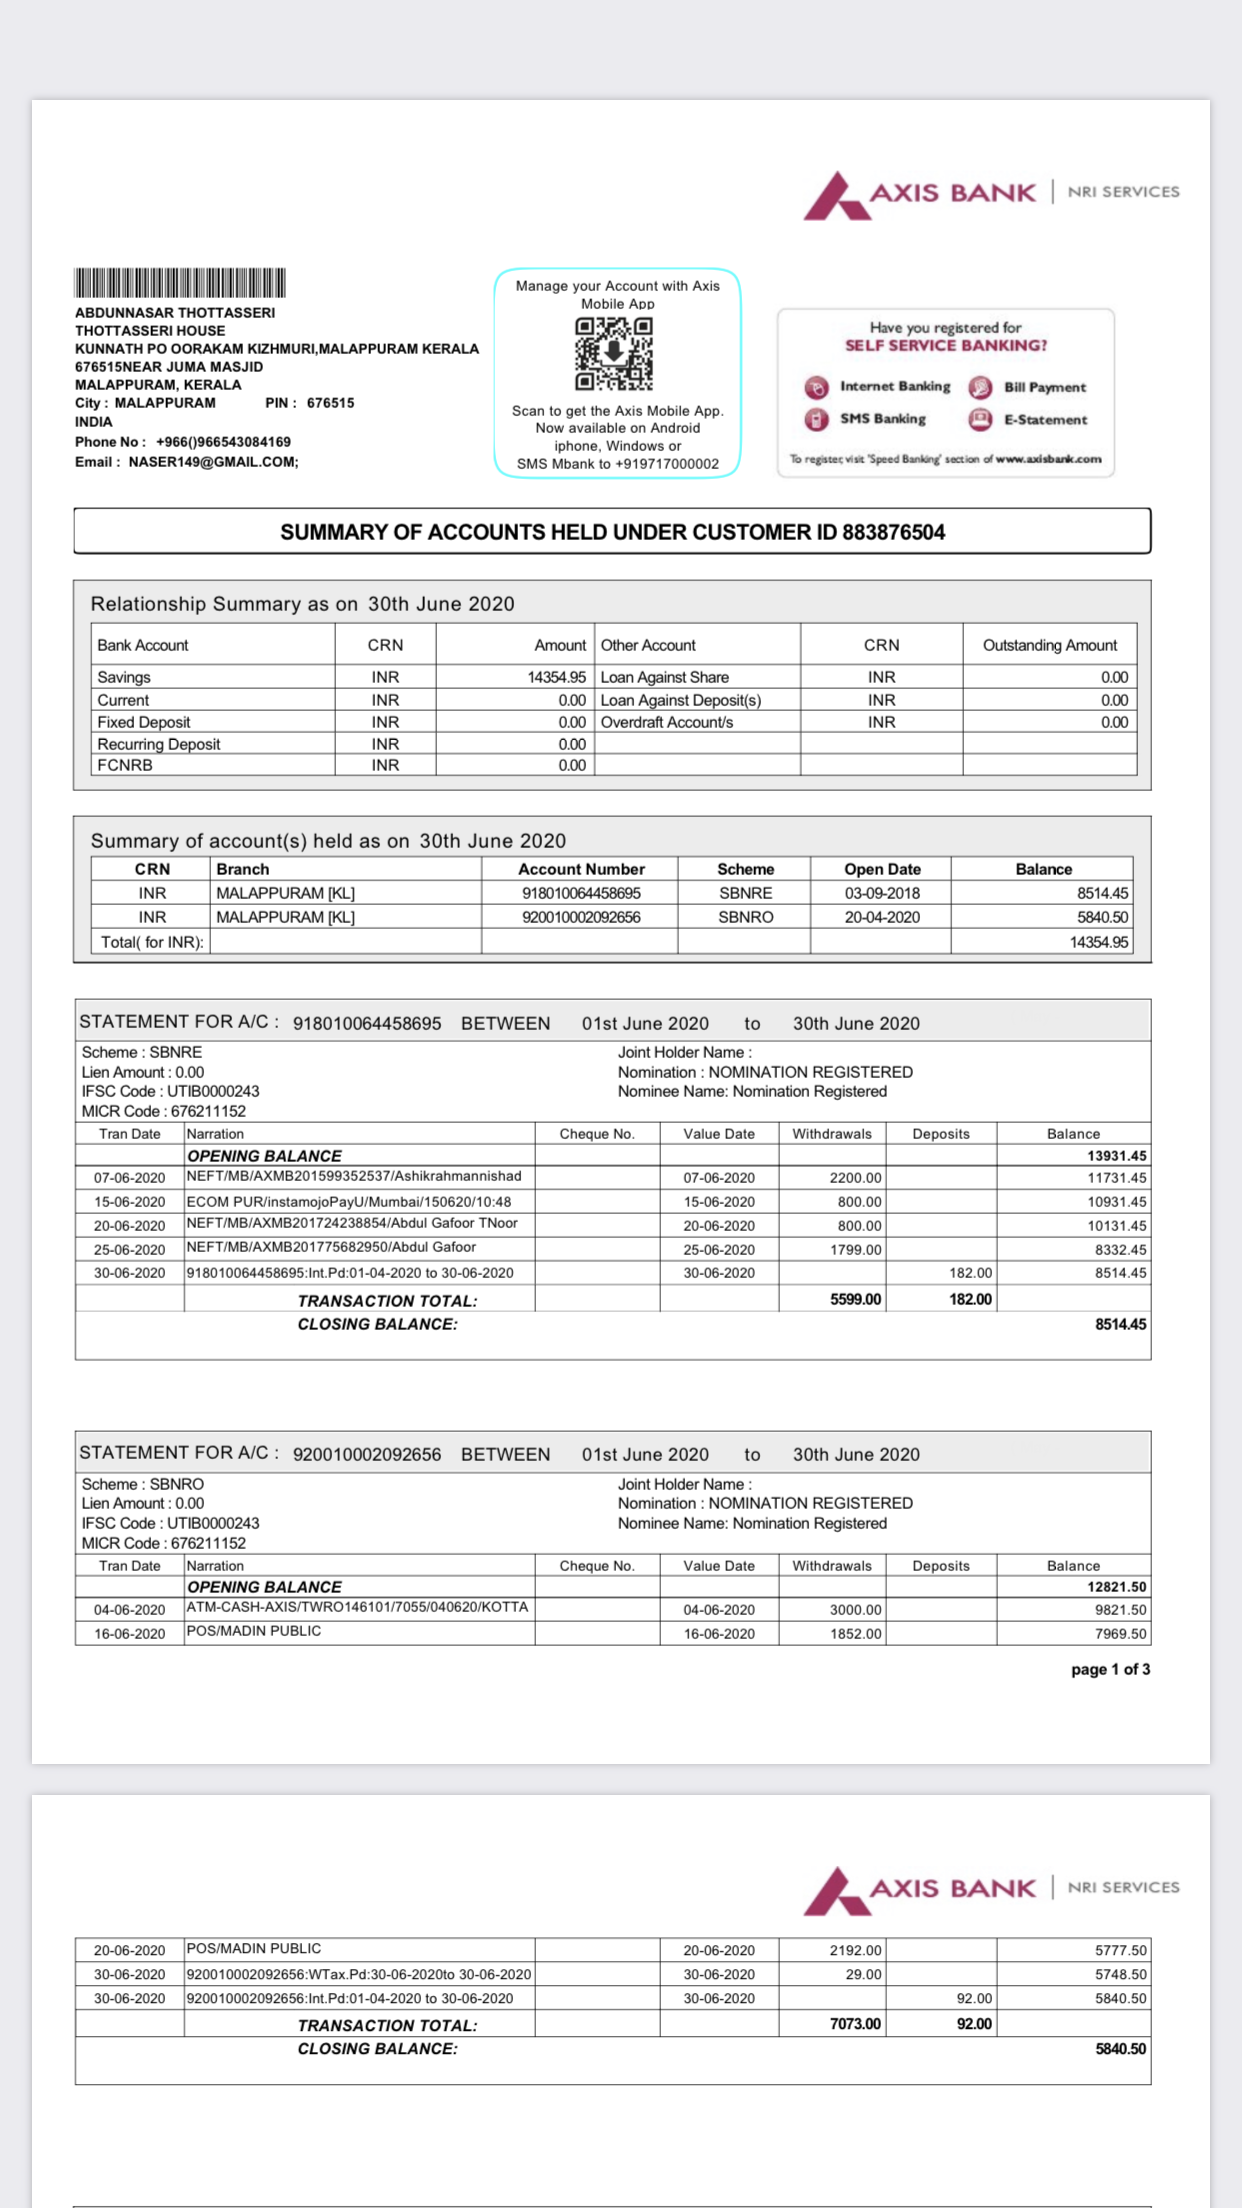 AXIS BANK | NRI SERVICES
ABDUNNASAR THOTTASSERI
THOTTASSERI HOUSE
KUNNATH PO OORAKAM KIZHMURI,MALAPPURAM KERALA
676515NEAR JUMA MASJID
MALAPPURAM, KERALA
City : MALAPPURAM PIN : 676515
INDIA
Phone No : +966()966543084169
Email : NASER149@GMAIL.COM;
Manage your Account with Axis
Mobile App
Scan to get the Axis Mobile App.
Now available on Android
iphone, Windows or
SMS Mbank to +919717000002
Have you registered for
SELF SERVICE BANKING?
Internet Banking Bill Payment
SMS Banking E-Statement
To register, visit 'Speed Banking' section of www.axisbank.com
SUMMARY OF ACCOUNTS HELD UNDER CUSTOMER ID 883876504
Relationship Summary as on 30th June 2020
Bank Account CRN Amount Other Account CRN Outstanding Amount
Savings INR 14354.95 Loan Against Share INR 0.00
Current INR 0.00 Loan Against Deposit(s) INR 0.00
Fixed Deposit INR 0.00 Overdraft Account/s INR 0.00
Recurring Deposit INR 0.00
FCNRB INR 0.00
Summary of account(s) held as on 30th June 2020
CRN Branch Account Number Scheme Open Date Balance
INR MALAPPURAM [KL] 918010064458695 SBNRE 03-09-2018 8514.45
INR MALAPPURAM [KL] 920010002092656 SBNRO 20-04-2020 5840.50
Total( for INR): 14354.95
STATEMENT FOR A/C : 918010064458695 BETWEEN 01st June 2020 to 30th June 2020
Scheme : SBNRE Joint Holder Name :
Lien Amount : 0.00 Nomination : NOMINATION REGISTERED
IFSC Code : UTIB0000243 Nominee Name: Nomination Registered
MICR Code : 676211152
Tran Date Narration Cheque No. Value Date Withdrawals Deposits Balance
OPENING BALANCE 13931.45
07-06-2020 NEFT/MB/AXMB201599352537/Ashikrahmannishad 07-06-2020 2200.00 11731.45
15-06-2020 ECOM PUR/instamojoPayU/Mumbai/150620/10:48 15-06-2020 800.00 10931.45
20-06-2020 NEFT/MB/AXMB201724238854/Abdul Gafoor TNoor 20-06-2020 800.00 10131.45
25-06-2020 NEFT/MB/AXMB201775682950/Abdul Gafoor 25-06-2020 1799.00 8332.45
30-06-2020 918010064458695:Int.Pd:01-04-2020 to 30-06-2020 30-06-2020 182.00 8514.45
TRANSACTION TOTAL: 5599.00 182.00
CLOSING BALANCE: 8514.45
STATEMENT FOR A/C : 920010002092656 BETWEEN 01st June 2020 to 30th June 2020
Scheme : SBNRO Joint Holder Name :
Lien Amount : 0.00 Nomination : NOMINATION REGISTERED
IFSC Code : UTIB0000243 Nominee Name: Nomination Registered
MICR Code : 676211152
Tran Date Narration Cheque No. Value Date Withdrawals Deposits Balance
OPENING BALANCE 12821.50
04-06-2020 ATM-CASH-AXIS/TWRO146101/7055/040620/KOTTA 04-06-2020 3000.00 9821.50
16-06-2020 POS/MADIN PUBLIC 16-06-2020 1852.00 7969.50
page 1 of 3
AXIS BANK | NRI SERVICES
20-06-2020 POS/MADIN PUBLIC 20-06-2020 2192.00 5777.50
30-06-2020 920010002092656:WTax.Pd:30-06-2020to 30-06-2020 30-06-2020 29.00 5748.50
30-06-2020 920010002092656:Int.Pd:01-04-2020 to 30-06-2020 30-06-2020 92.00 5840.50
TRANSACTION TOTAL: 7073.00 92.00
CLOSING BALANCE: 5840.50